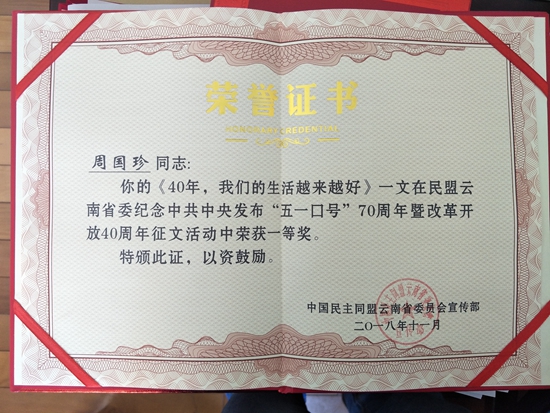 荣誉证书
HONORARY CREDENTIAL
周国珍同志:
你的《40年，我们的生活越来越好》一文在民盟云
南省委纪念中共中央发布“五一口号”70周年暨改革开
放40周年征文活动中荣获一等奖。
特颁此证，以资鼓励。
中国民主同盟云南省委员会宣传部
二〇一八年十一月